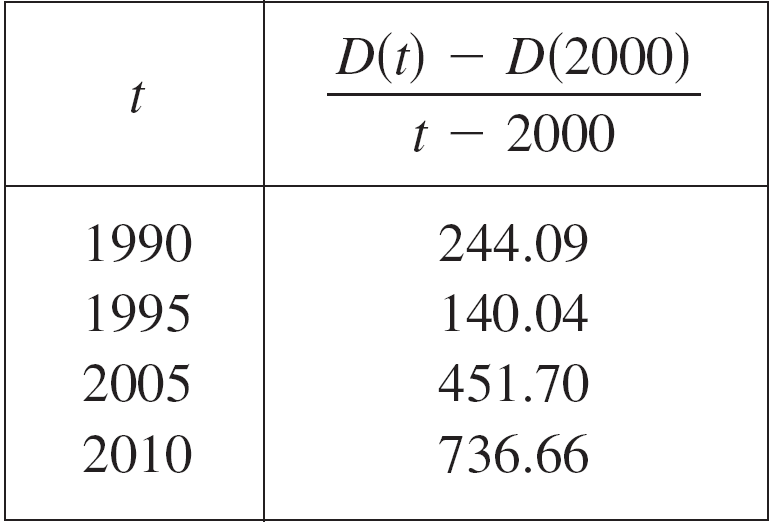 t
D(t) − D(2000)
t − 2000
1990 244.09
1995 140.04
2005 451.70
2010 736.66